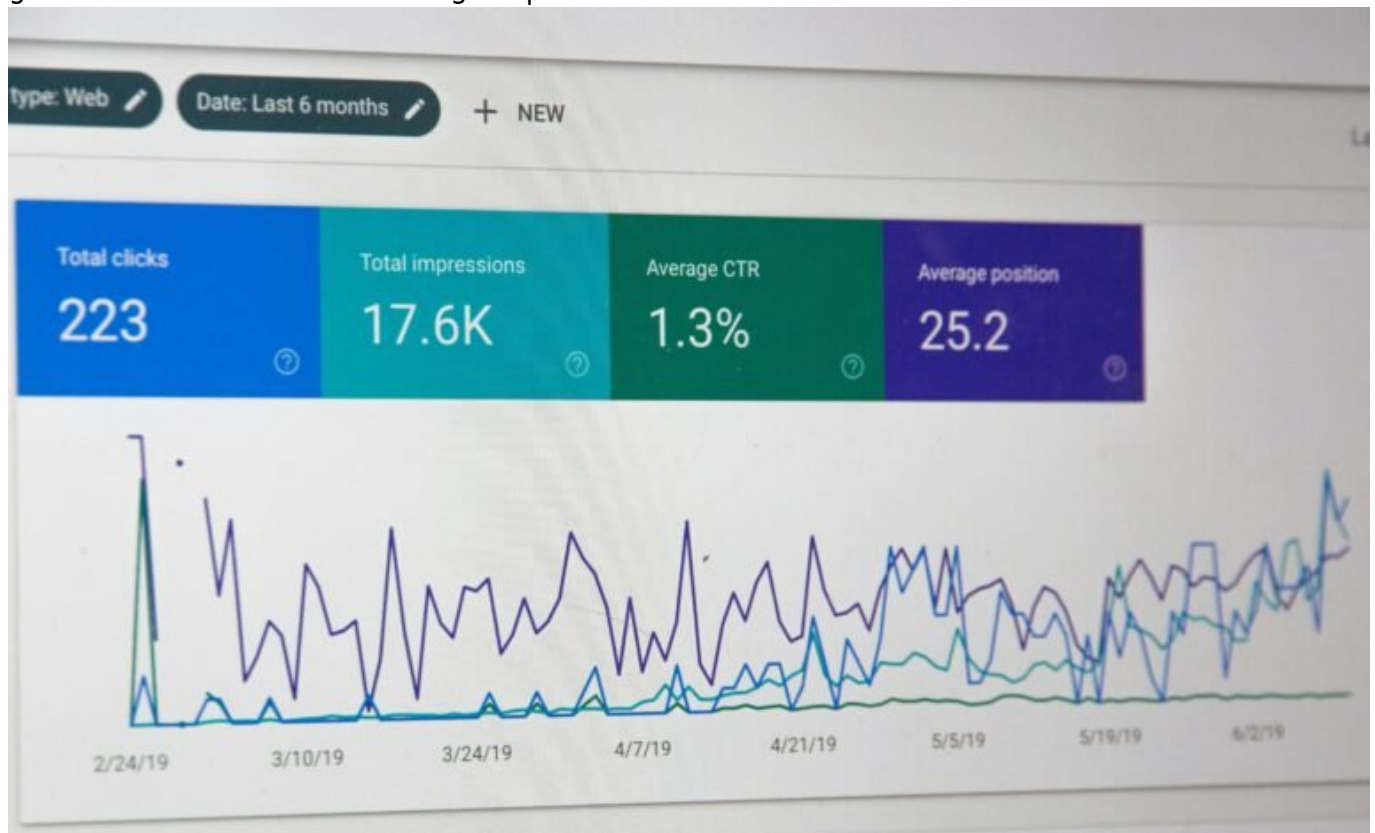 type: Web
Date: Last 6 months
+ NEW
La
Total clicks
Total impressions
Average CTR
Average position
223
17.6K
1.3%
25.2
2/24/19
3/10/19
3/24/19
4/7/19
4/21/19
5/5/19
5/19/19
6/2/19